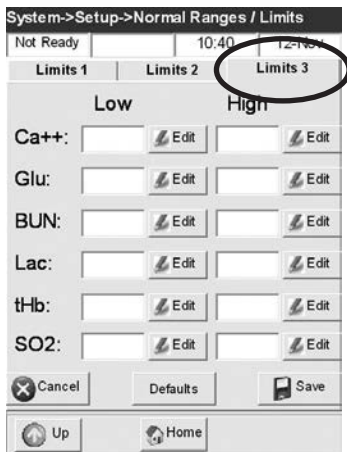 System->Setup->Normal Ranges / Limits
Not Ready 10:40 12-Nov
Limits 1 Limits 2 Limits 3
Low High
Ca++: Edit Edit
Glu: Edit Edit
BUN: Edit Edit
Lac: Edit Edit
tHb: Edit Edit
SO2: Edit Edit
Cancel Defaults Save
Up Home